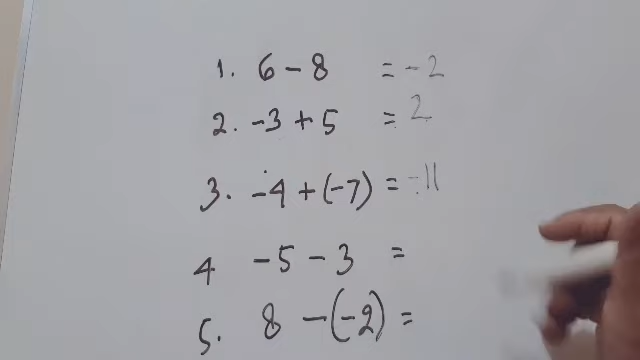 1. 6 - 8 = -2
2. -3 + 5 = 2
3. -4 + (-7) = -11
4 -5 - 3 =
5. 8 - (-2) =